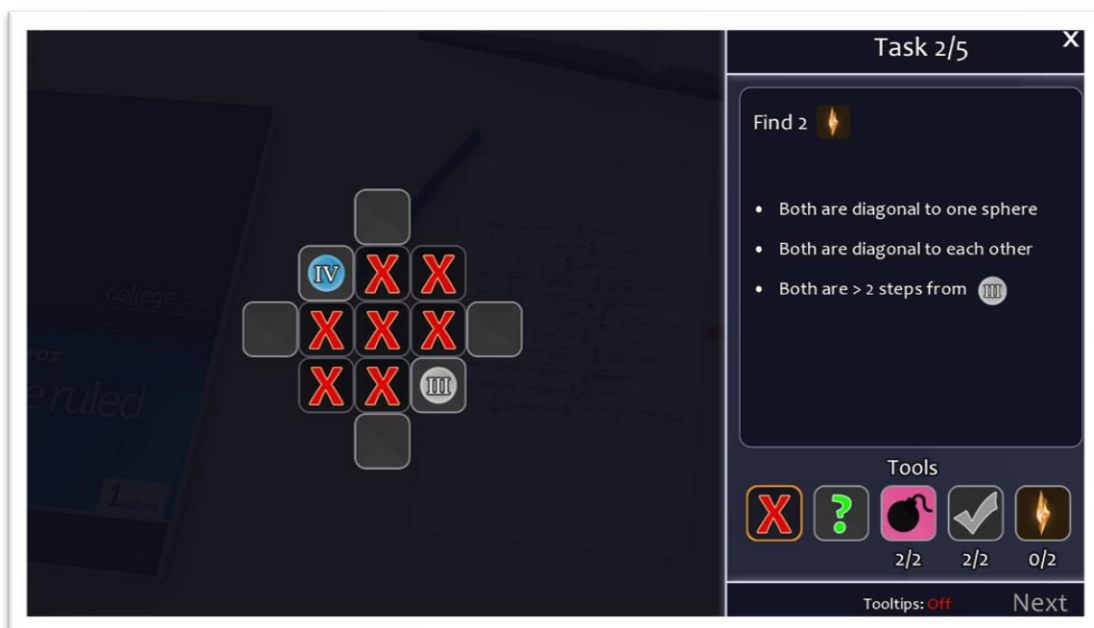 Task 2/5
X
Find 2
• Both are diagonal to one sphere
• Both are diagonal to each other
• Both are > 2 steps from III
IV X X
X X X
X X III
college
e ruled
1
Tools
X ?
2/2 2/2 0/2
Tooltips: Off
Next